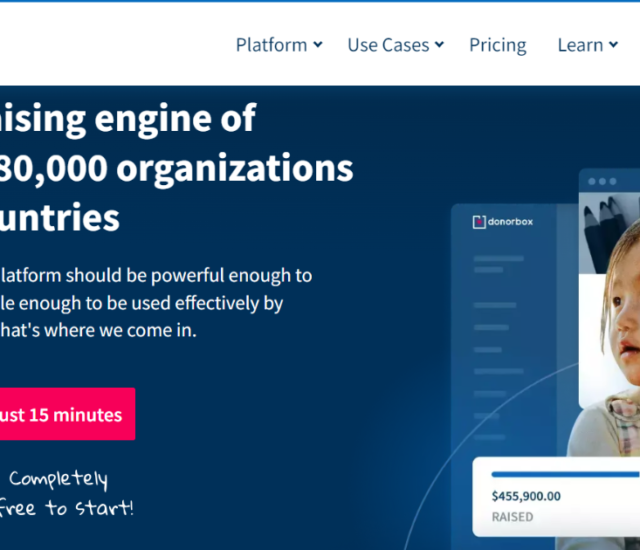 Platform
Use Cases
Pricing
Learn
ising engine of
80,000 organizations
untries
latform should be powerful enough to
le enough to be used effectively by
hat's where we come in.
ust 15 minutes
Completely
free to start!
donorbox
$455,900.00
RAISED